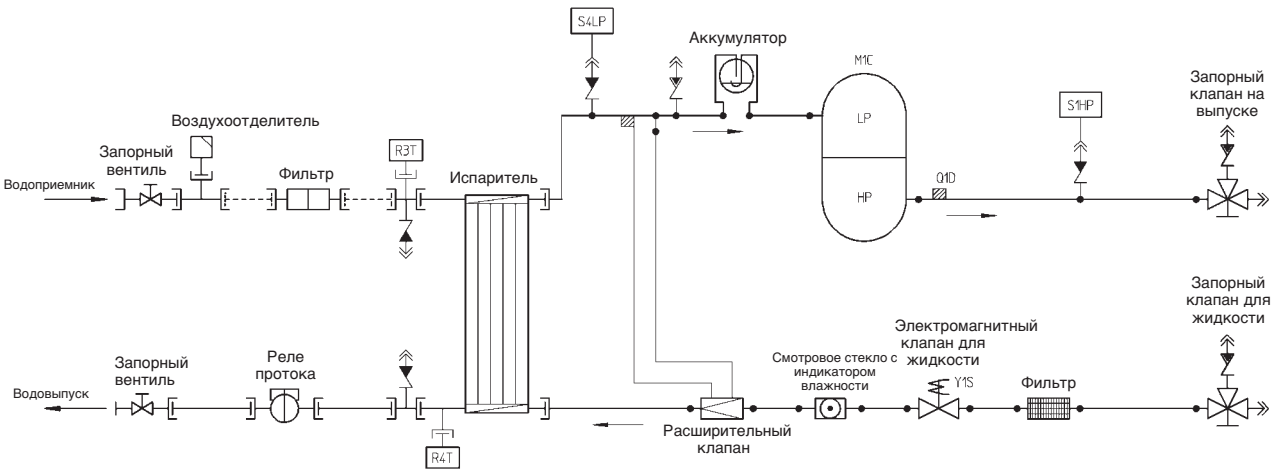 S4LP
Аккумулятор
M1C
Запорный
клапан на
выпуске
S1HP
LP
Воздухоотделитель
Запорный
вентиль
R3T
Фильтр
Испаритель
Водоприемник
Q1D
HP
Запорный
клапан для
жидкости
Электромагнитный
клапан для
жидкости
Запорный
вентиль
Реле
протока
Смотровое стекло с
индикатором
влажности
Y1S
Фильтр
Водовыпуск
Расширительный
клапан
R4T